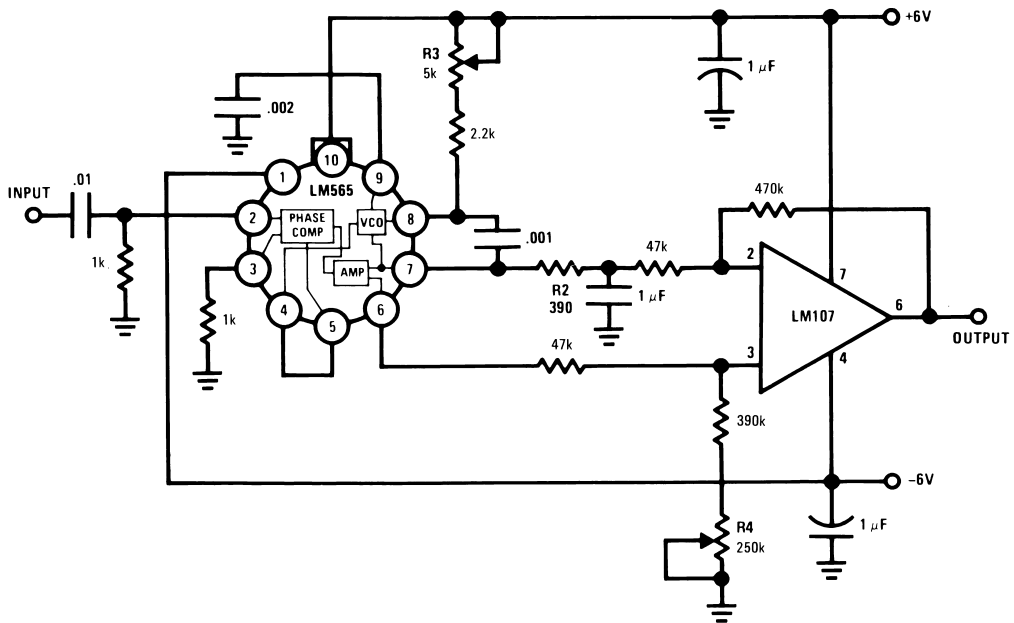 +6V
R3
5k
1 μF
.002
2.2k
10
LM565
1
9
INPUT
.01
2
PHASE
COMP
VCO
8
470k
.001
47k
1k
3
AMP
7
2
7
R2
390
1 μF
4
5
6
LM107
6
1k
OUTPUT
47k
3
4
390k
-6V
R4
250k
1 μF